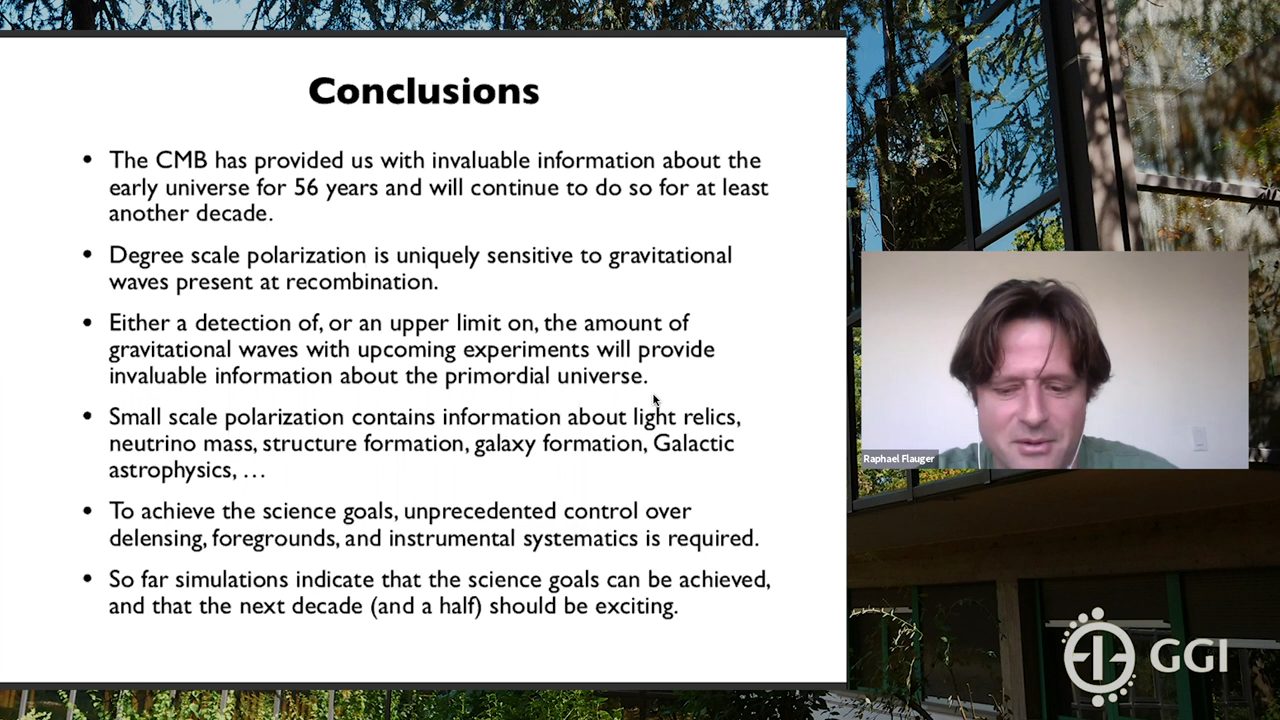 Conclusions
• The CMB has provided us with invaluable information about the
early universe for 56 years and will continue to do so for at least
another decade.
• Degree scale polarization is uniquely sensitive to gravitational
waves present at recombination.
• Either a detection of, or an upper limit on, the amount of
gravitational waves with upcoming experiments will provide
invaluable information about the primordial universe.
• Small scale polarization contains information about light relics,
neutrino mass, structure formation, galaxy formation, Galactic
astrophysics, …
• To achieve the science goals, unprecedented control over
delensing, foregrounds, and instrumental systematics is required.
• So far simulations indicate that the science goals can be achieved,
and that the next decade (and a half) should be exciting.
Raphael Flauger
GGI